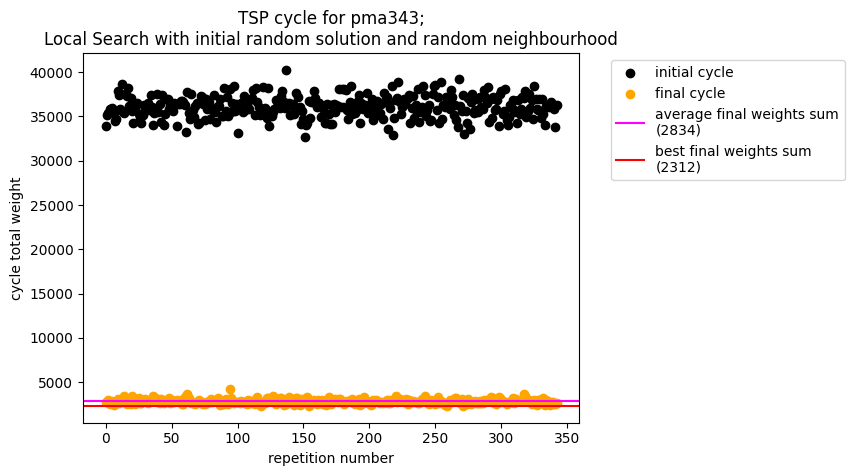 TSP cycle for pma343;
Local Search with initial random solution and random neighbourhood
40000
35000
30000
25000
20000
15000
10000
5000
cycle total weight
0
50
100
150
200
250
300
350
repetition number
initial cycle
final cycle
average final weights sum
(2834)
best final weights sum
(2312)